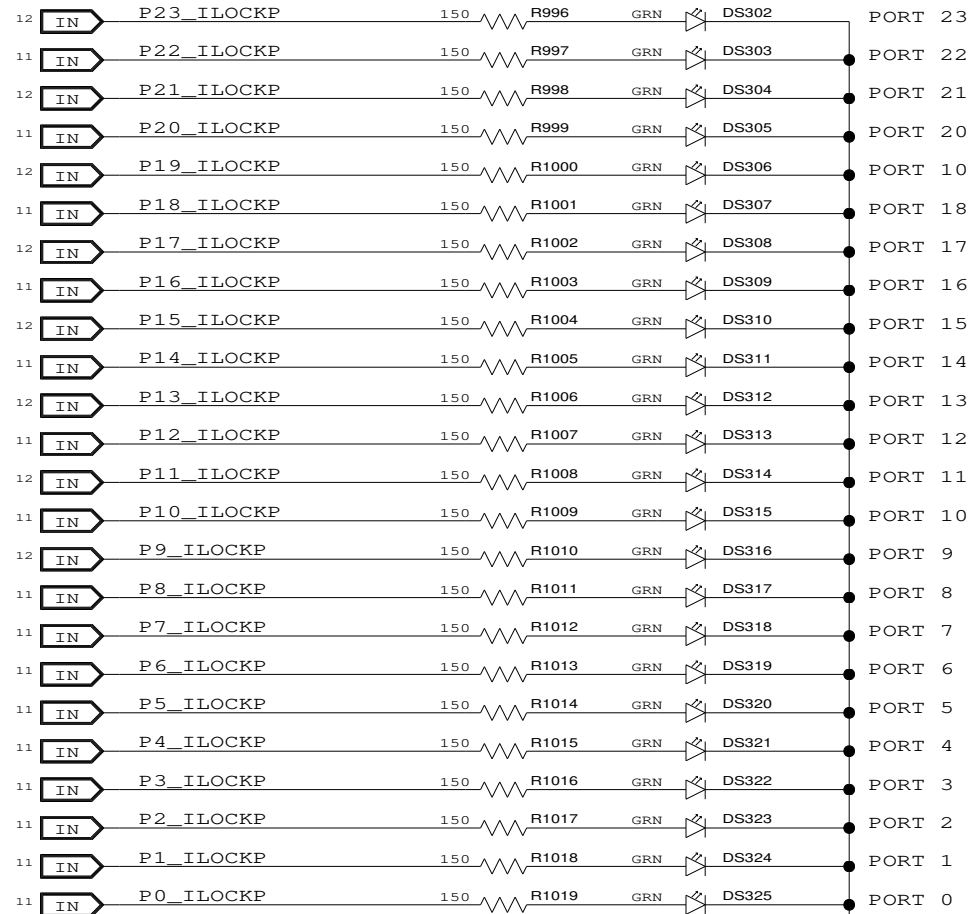 12 IN P23_ILOCKP 150 R996 GRN DS302 PORT 23
11 IN P22_ILOCKP 150 R997 GRN DS303 PORT 22
12 IN P21_ILOCKP 150 R998 GRN DS304 PORT 21
11 IN P20_ILOCKP 150 R999 GRN DS305 PORT 20
12 IN P19_ILOCKP 150 R1000 GRN DS306 PORT 10
11 IN P18_ILOCKP 150 R1001 GRN DS307 PORT 18
12 IN P17_ILOCKP 150 R1002 GRN DS308 PORT 17
11 IN P16_ILOCKP 150 R1003 GRN DS309 PORT 16
12 IN P15_ILOCKP 150 R1004 GRN DS310 PORT 15
11 IN P14_ILOCKP 150 R1005 GRN DS311 PORT 14
12 IN P13_ILOCKP 150 R1006 GRN DS312 PORT 13
11 IN P12_ILOCKP 150 R1007 GRN DS313 PORT 12
12 IN P11_ILOCKP 150 R1008 GRN DS314 PORT 11
11 IN P10_ILOCKP 150 R1009 GRN DS315 PORT 10
12 IN P9_ILOCKP 150 R1010 GRN DS316 PORT 9
11 IN P8_ILOCKP 150 R1011 GRN DS317 PORT 8
11 IN P7_ILOCKP 150 R1012 GRN DS318 PORT 7
11 IN P6_ILOCKP 150 R1013 GRN DS319 PORT 6
11 IN P5_ILOCKP 150 R1014 GRN DS320 PORT 5
11 IN P4_ILOCKP 150 R1015 GRN DS321 PORT 4
11 IN P3_ILOCKP 150 R1016 GRN DS322 PORT 3
11 IN P2_ILOCKP 150 R1017 GRN DS323 PORT 2
11 IN P1_ILOCKP 150 R1018 GRN DS324 PORT 1
11 IN P0_ILOCKP 150 R1019 GRN DS325 PORT 0